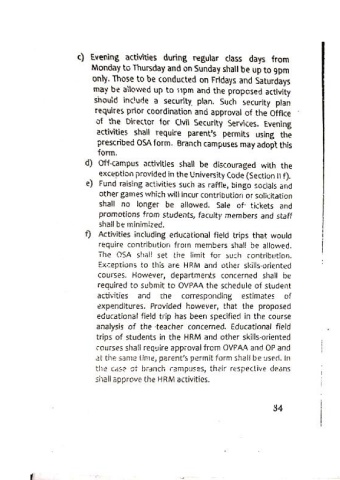 c) Evening activities during regular class days from
Monday to Thursday and on Sunday shall be up to 9pm
only. Those to be conducted on Fridays and Saturdays
may be allowed up to 11pm and the proposed activity
should include a security plan. Such security plan
requires prior coordination and approval of the Office
of the Director for Civil Security Services. Evening
activities shall require parent's permits using the
prescribed OSA form. Branch campuses may adopt this
form.
d) Off-campus activities shall be discouraged with the
exception provided in the University Code (Section II f).
e) Fund raising activities such as raffle, bingo socials and
other games which will incur contribution or solicitation
shall no longer be allowed. Sale of tickets and
promotions from students, faculty members and staff
shall be minimized.
f) Activities including educational field trips that would
require contribution from members shall be allowed.
The OSA shall set the limit for such contribution.
Exceptions to this are HRM and other skills-oriented
courses. However, departments concerned shall be
required to submit to OVPAA the schedule of student
activities and the corresponding estimates of
expenditures. Provided however, that the proposed
educational field trip has been specified in the course
analysis of the teacher concerned. Educational field
trips of students in the HRM and other skills-oriented
courses shall require approval from OVPAA and OP and
at the same time, parent's permit form shall be used. In
the case of branch campuses, their respective deans
shall approve the HRM activities.
34